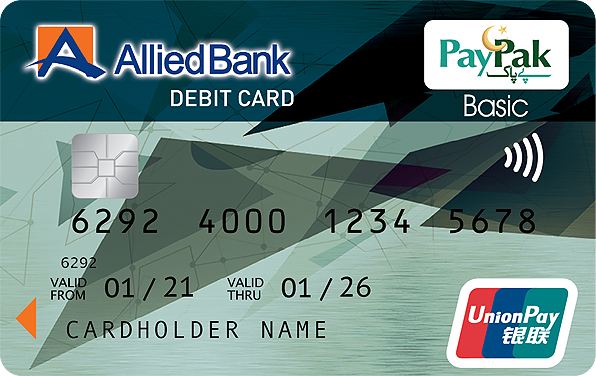 AlliedBank
DEBIT CARD
PayPak
پے پاک
Basic
6292 4000 1234 5678
6292
VALID FROM 01 / 21 VALID THRU 01 / 26
CARDHOLDER NAME
UnionPay
银联